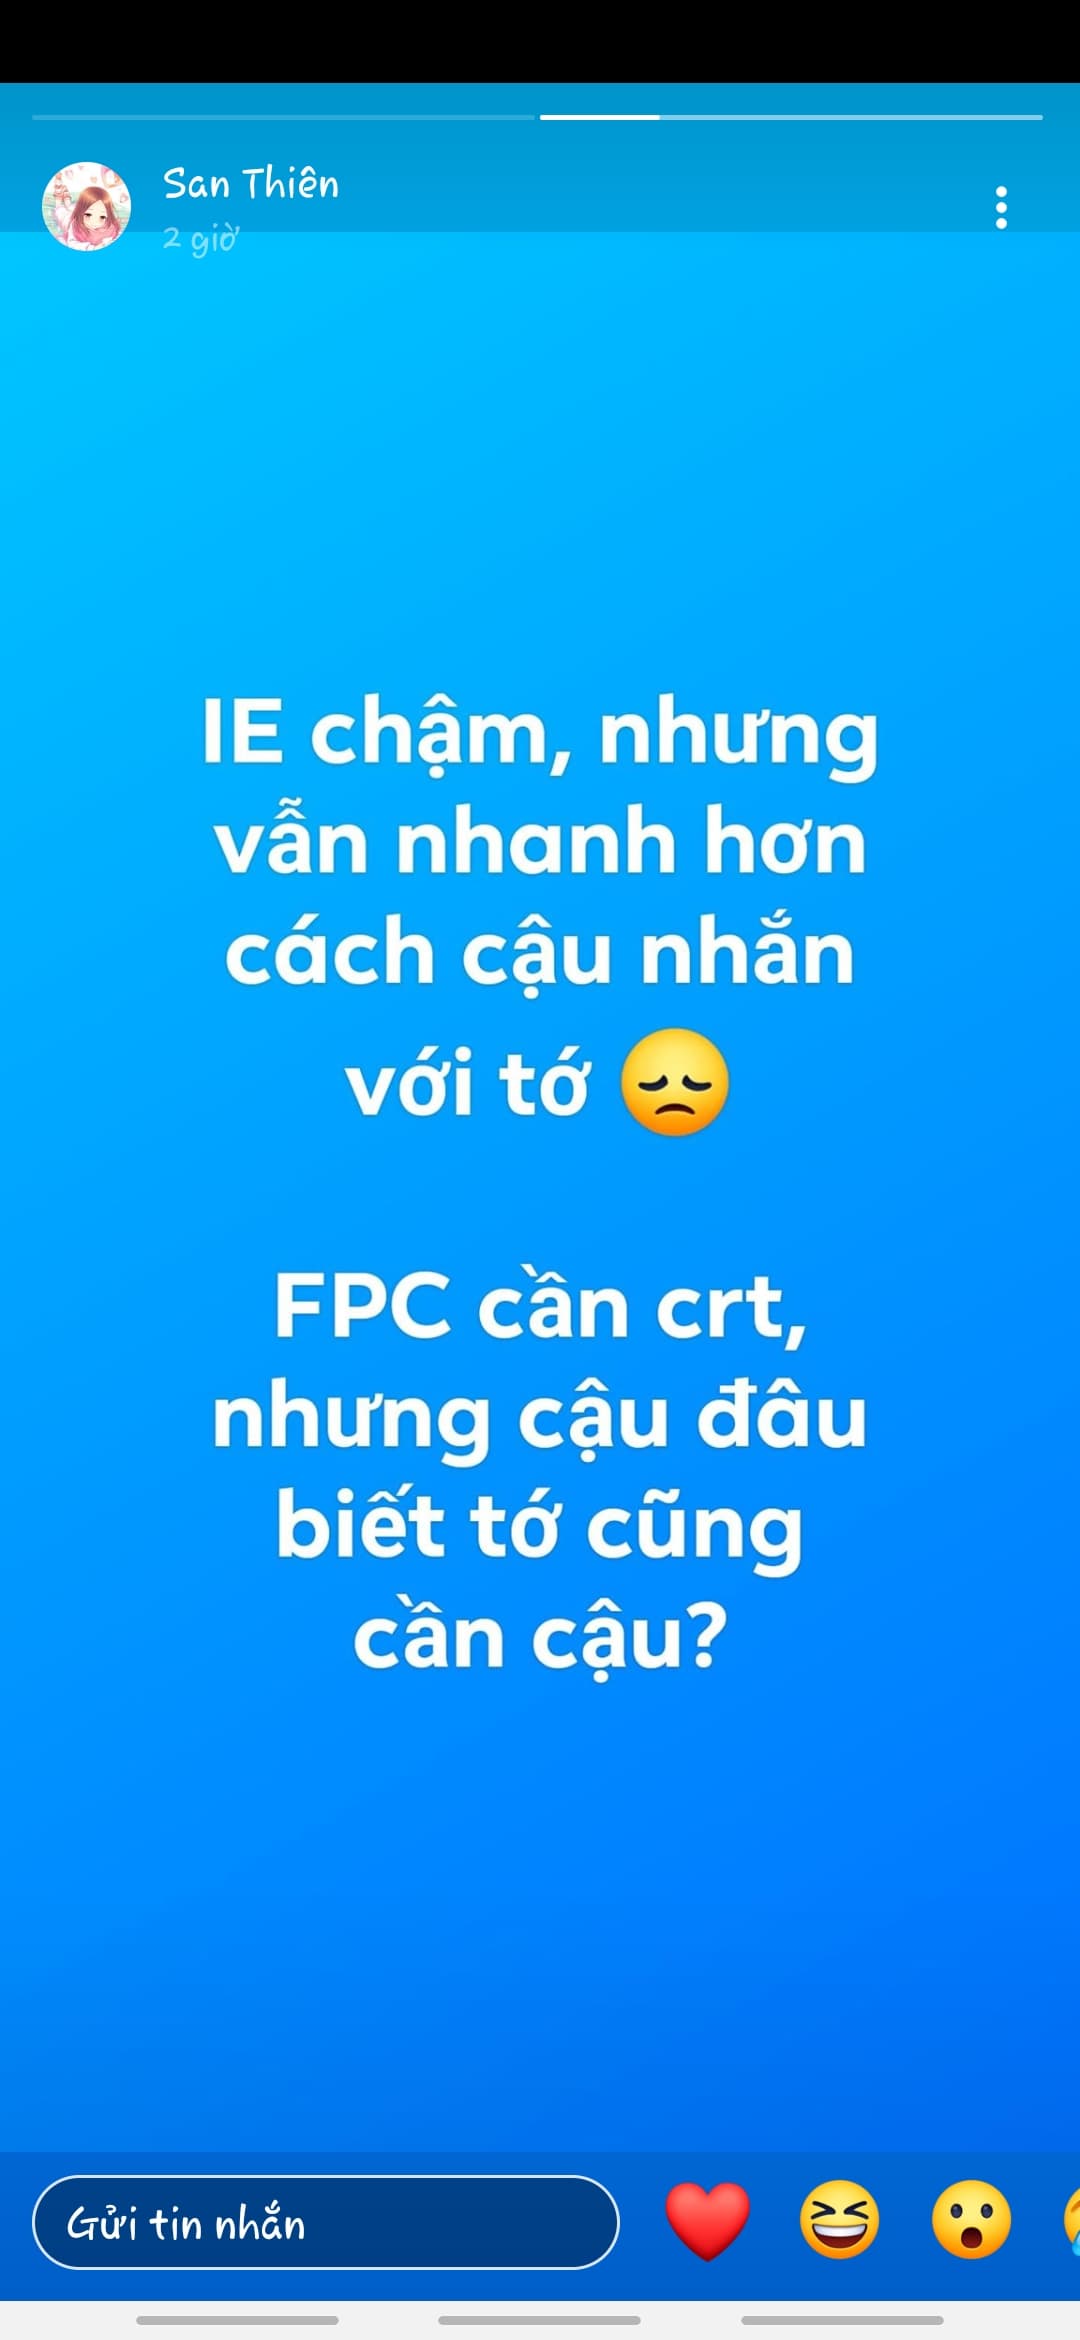 San Thiên
2 giờ
IE chậm, nhưng
vẫn nhanh hơn
cách cậu nhắn
với tớ 😞
FPC cần crt,
nhưng cậu đâu
biết tớ cũng
cần cậu?
Gửi tin nhắn